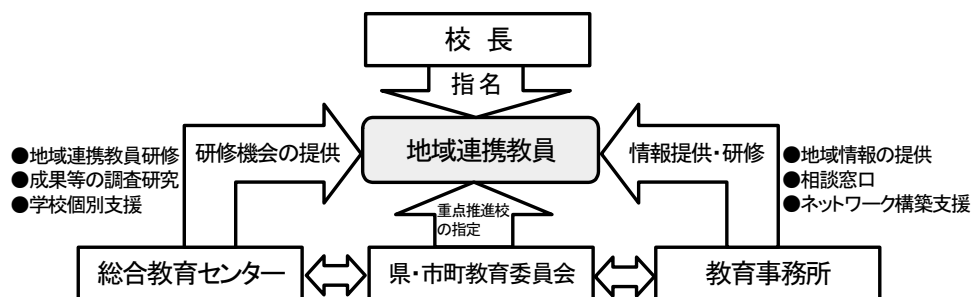 校 長
指 名
地域連携教員
研修機会の提供
情報提供・研修
●地域連携教員研修
●成果等の調査研究
●学校個別支援
●地域情報の提供
●相談窓口
●ネットワーク構築支援
重点推進校
の指定
総合教育センター
県・市町教育委員会
教育事務所